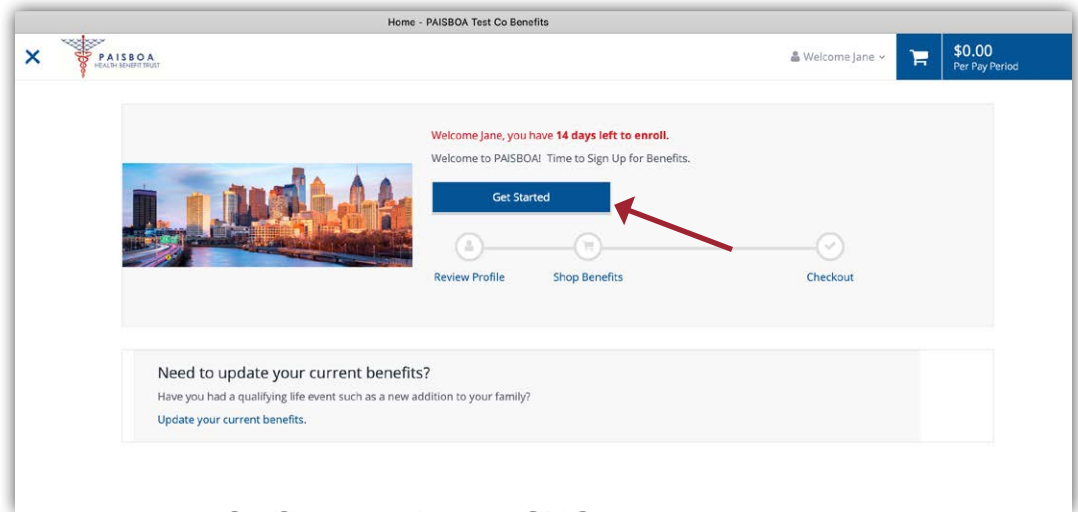 Home - PAISBOA Test Co Benefits
PAISBOA
HEALTH BENEFIT TRUST
Welcome Jane
$0.00
Per Pay Period
Welcome Jane, you have 14 days left to enroll.
Welcome to PAISBOA! Time to Sign Up for Benefits.
Get Started
Review Profile
Shop Benefits
Checkout
Need to update your current benefits?
Have you had a qualifying life event such as a new addition to your family?
Update your current benefits.